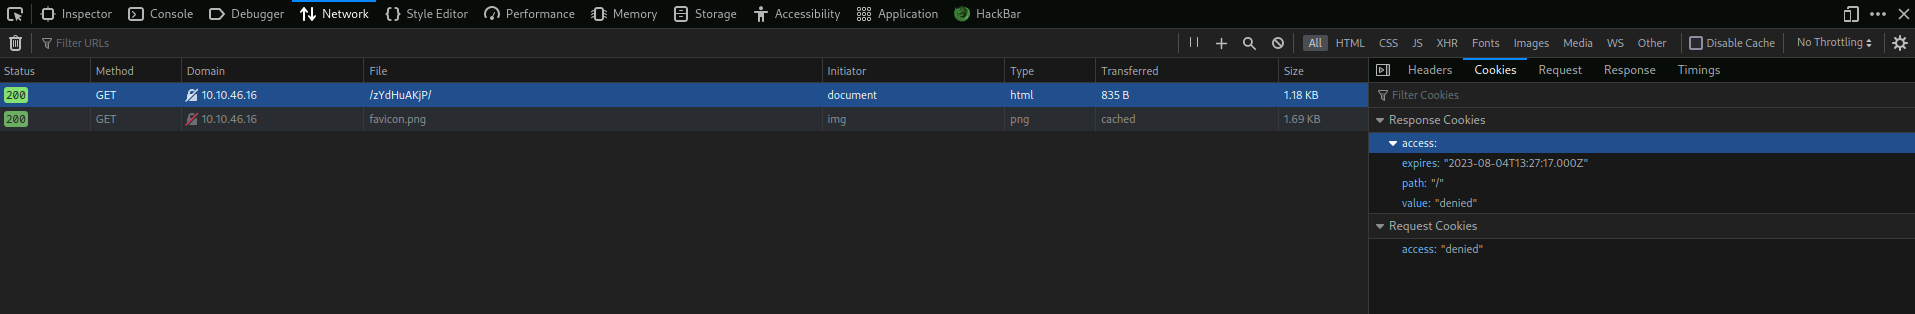 Inspector Console Debugger Network Style Editor Performance Memory Storage Accessibility Application HackBar
Filter URLs All HTML CSS JS XHR Fonts Images Media WS Other Disable Cache No Throttling
Status Method Domain File Initiator Type Transferred Size
200 GET 10.10.46.16 /zYdHuAKjP/ document html 835 B 1.18 KB
200 GET 10.10.46.16 favicon.png img png cached 1.69 KB
Headers Cookies Request Response Timings
Filter Cookies
Response Cookies
access:
expires: "2023-08-04T13:27:17.000Z"
path: "/"
value: "denied"
Request Cookies
access: "denied"